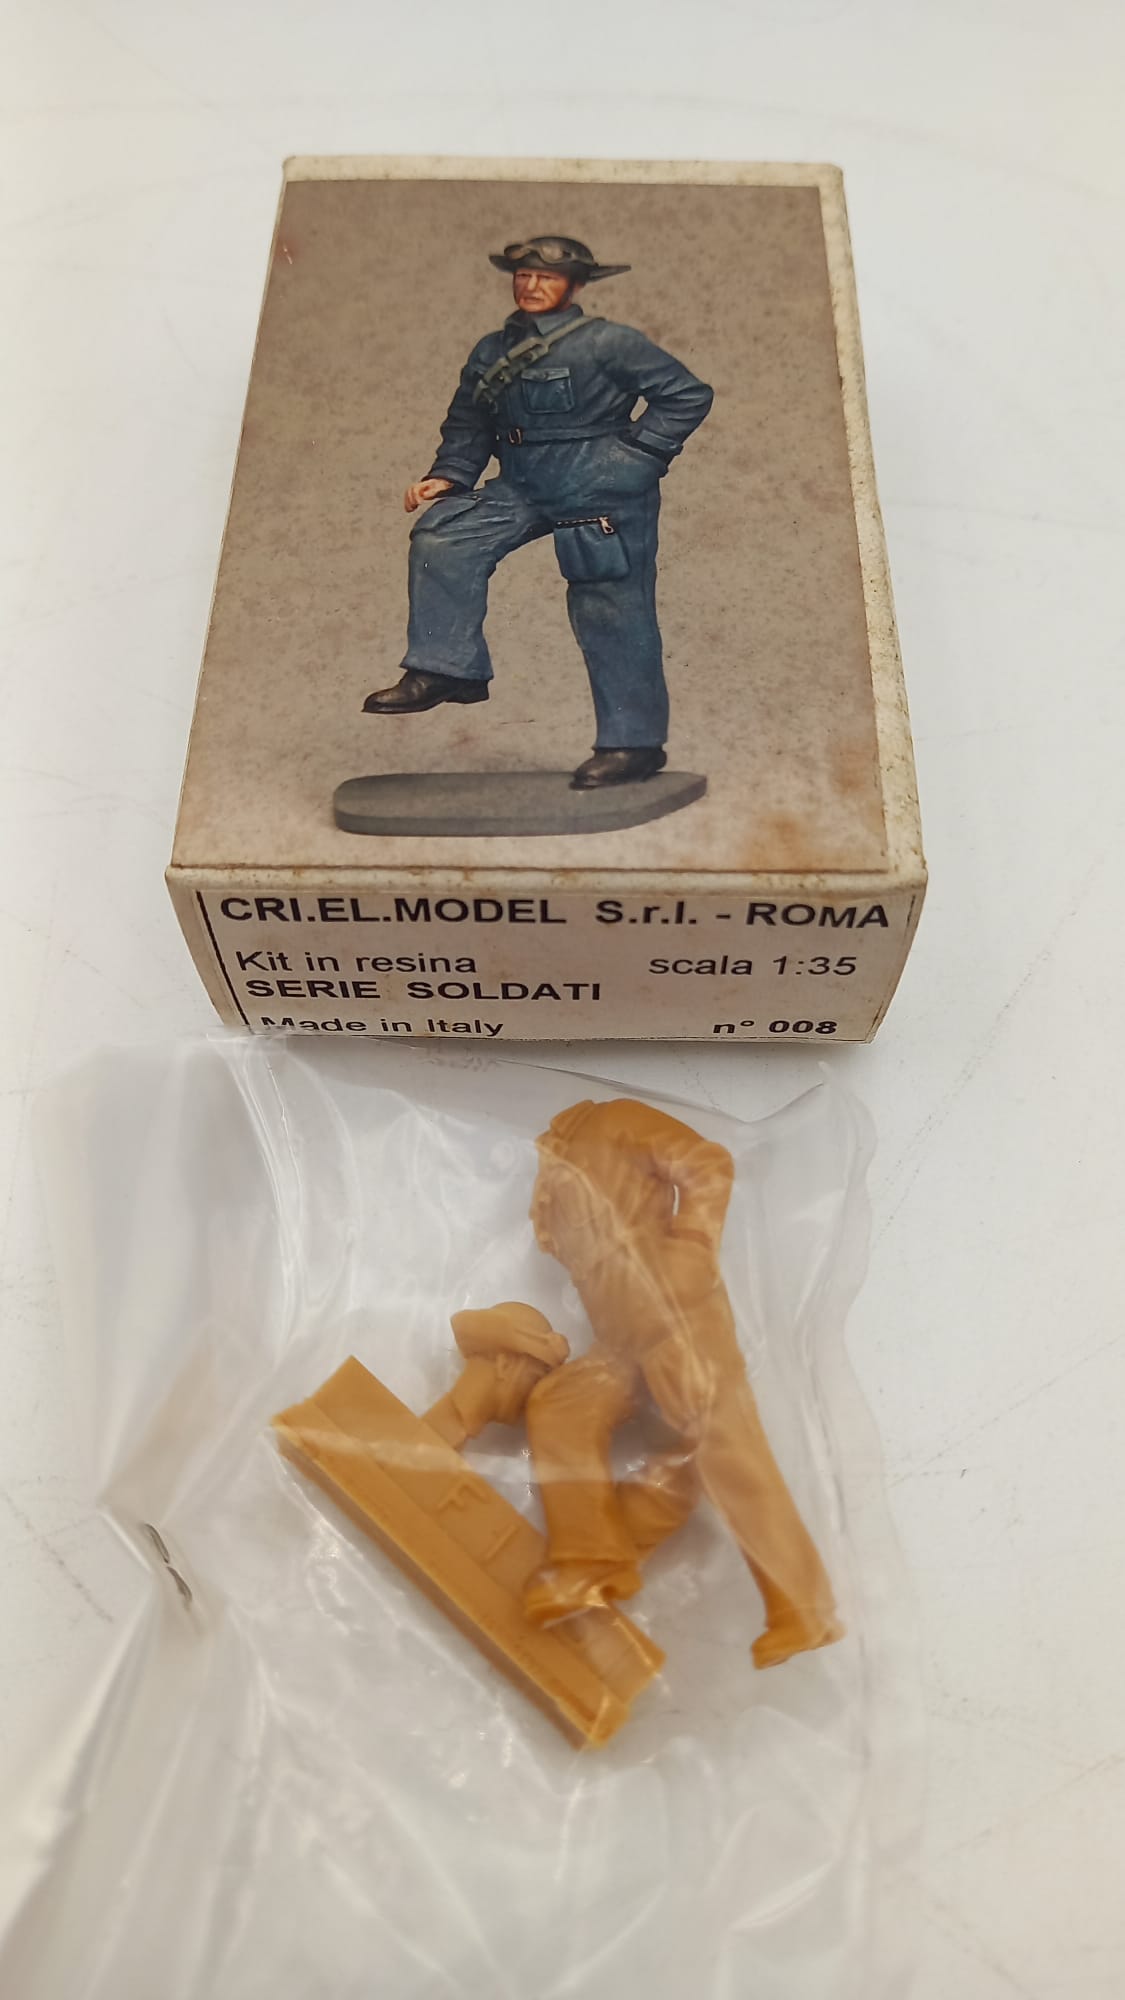 CRI.EL.MODEL S.r.l. - ROMA
Kit in resina scala 1:35
SERIE SOLDATI
Made in Italy n° 008